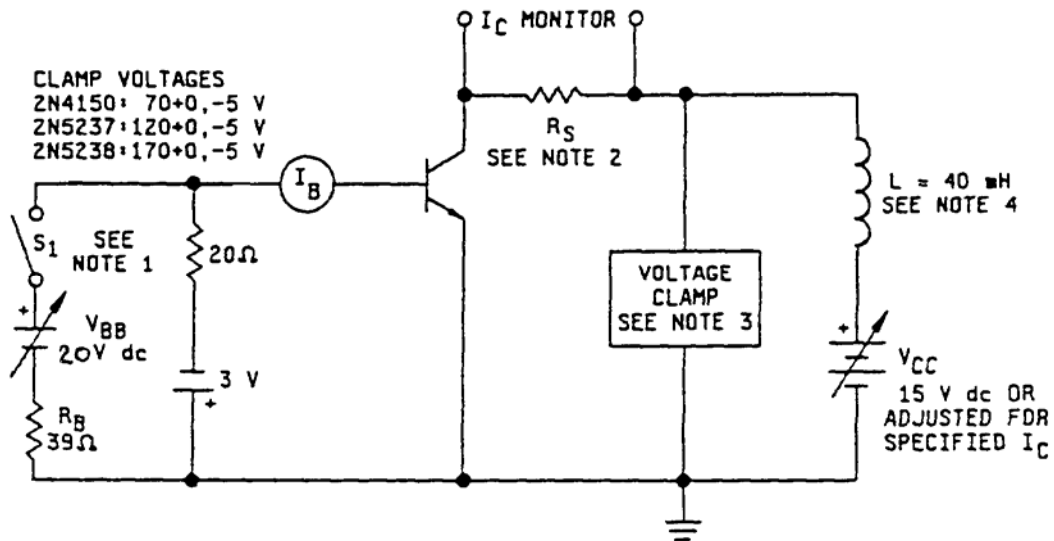 I_C MONITOR
CLAMP VOLTAGES
2N4150: 70+0,-5 V
2N5237:120+0,-5 V
2N5238:170+0,-5 V
R_S
SEE NOTE 2
I_B
L = 40 mH
SEE NOTE 4
S_1
SEE
NOTE 1
20Ω
VOLTAGE
CLAMP
SEE NOTE 3
+
V_BB
20V dc
3 V
+
+
V_CC
15 V dc OR
ADJUSTED FOR
SPECIFIED I_C
R_B
39Ω